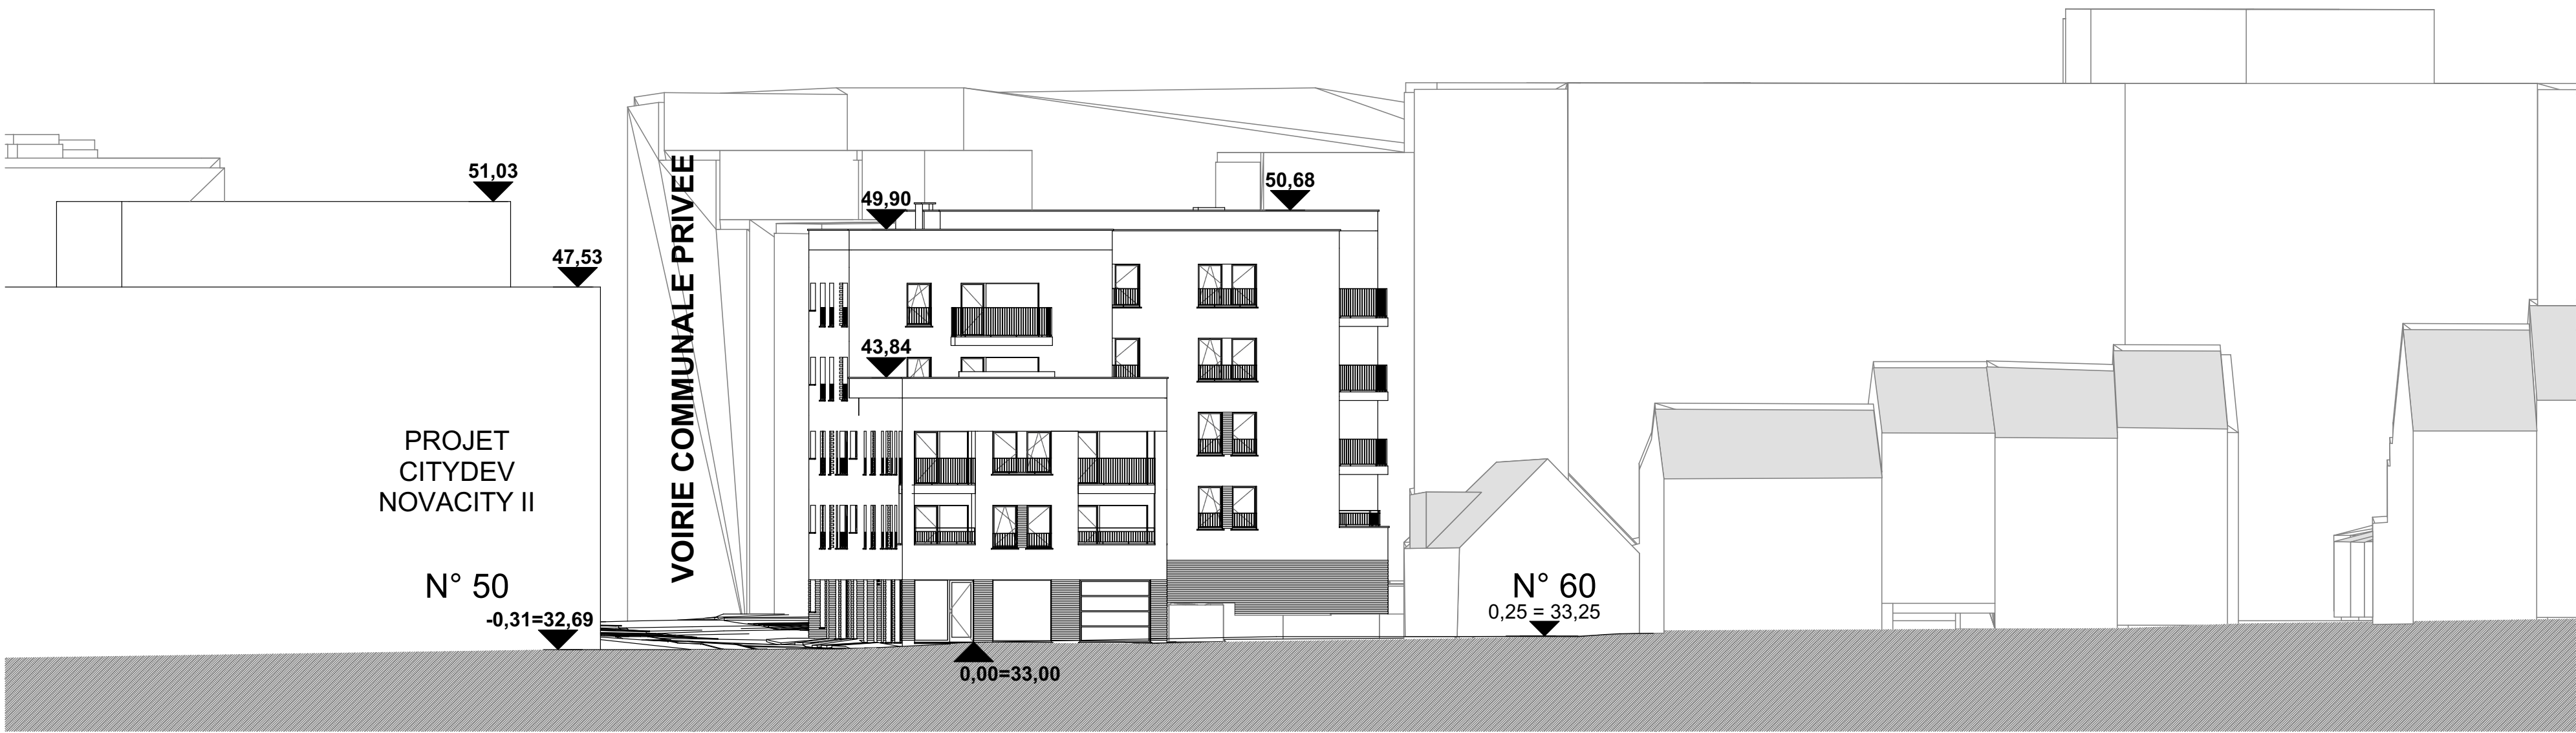 51,03
47,53
PROJET
CITYDEV
NOVACITY II
N° 50
-0,31=32,69
VOIRIE COMMUNALE PRIVEE
49,90
43,84
50,68
0,00=33,00
N° 60
0,25 = 33,25